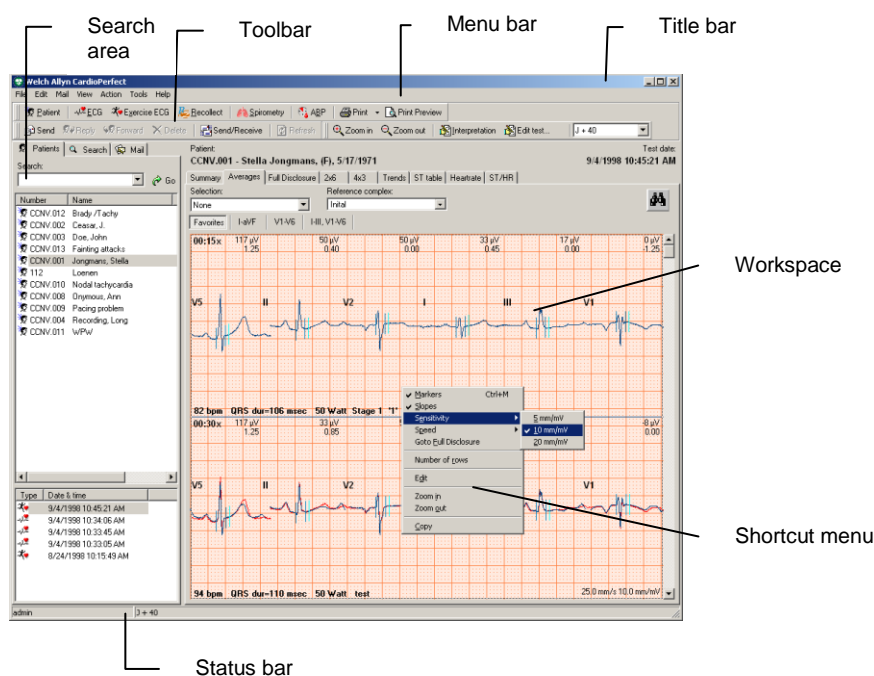 Search area
Toolbar
Menu bar
Title bar
Welch Allyn CardioPerfect
File Edit Mail View Action Tools Help
Patient ECG Exercise ECG Recollect Spirometry ABP Print Print Preview
Send Reply Forward Delete Send/Receive Refresh Zoom in Zoom out Interpretation Edit test... J + 40
Patients Search Mail
Patient: Test date:
CCNV.001 - Stella Jongmans, (F), 5/17/1971 9/4/1998 10:45:21 AM
Search:
Go
Summary Averages Full Disclosure 2x6 4x3 Trends ST table Heartrate ST/HR
Selection: Reference complex:
None Inital
Favorites I-aVF V1-V6 I-III, V1-V6
Number Name
CCNV.012 Brady /Tachy
CCNV.002 Ceasar, J.
CCNV.003 Doe, John
CCNV.013 Fainting attacks
CCNV.001 Jongmans, Stella
112 Loenen
CCNV.010 Nodal tachycardia
CCNV.008 Onymous, Ann
CCNV.009 Pacing problem
CCNV.004 Recording, Long
CCNV.011 WPW
00:15x 117 µV 50 µV 50 µV 33 µV 17 µV 0 µV
1.25 0.40 0.00 0.45 0.00 -1.25
V5 II V2 I III V1
82 bpm QRS dur=106 msec 50 Watt Stage 1 "1"
00:30x 117 µV 33 µV -8 µV
1.25 0.85 0.00
V5 II V2 V1
94 bpm QRS dur=110 msec 50 Watt test 25.0 mm/s 10.0 mm/mV
Markers Ctrl+M
Slopes
Sensitivity
Speed
Goto Full Disclosure
Number of rows
Edit
Zoom in
Zoom out
Copy
5 mm/mV
10 mm/mV
20 mm/mV
Type Date & time
9/4/1998 10:45:21 AM
9/4/1998 10:34:06 AM
9/4/1998 10:33:45 AM
9/4/1998 10:33:05 AM
8/24/1998 10:15:49 AM
admin J + 40
Workspace
Shortcut menu
Status bar